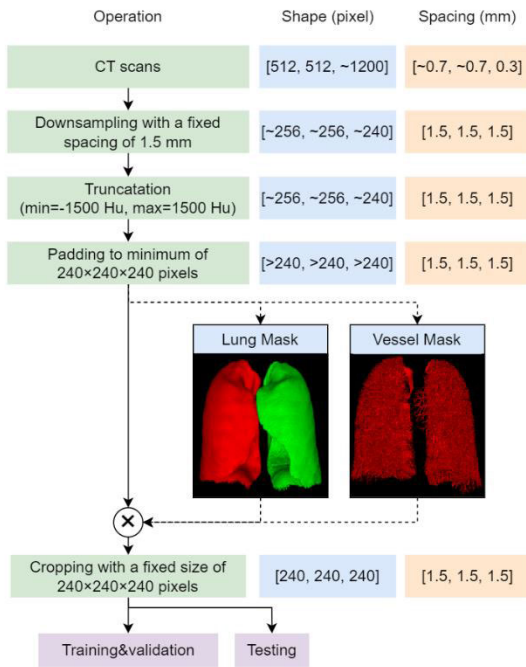 Operation Shape (pixel) Spacing (mm)
CT scans [512, 512, ~1200] [~0.7, ~0.7, 0.3]
Downsampling with a fixed
spacing of 1.5 mm [~256, ~256, ~240] [1.5, 1.5, 1.5]
Truncatation
(min=-1500 Hu, max=1500 Hu) [~256, ~256, ~240] [1.5, 1.5, 1.5]
Padding to minimum of
240×240×240 pixels [>240, >240, >240] [1.5, 1.5, 1.5]
Lung Mask Vessel Mask
Cropping with a fixed size of
240×240×240 pixels [240, 240, 240] [1.5, 1.5, 1.5]
Training&validation Testing